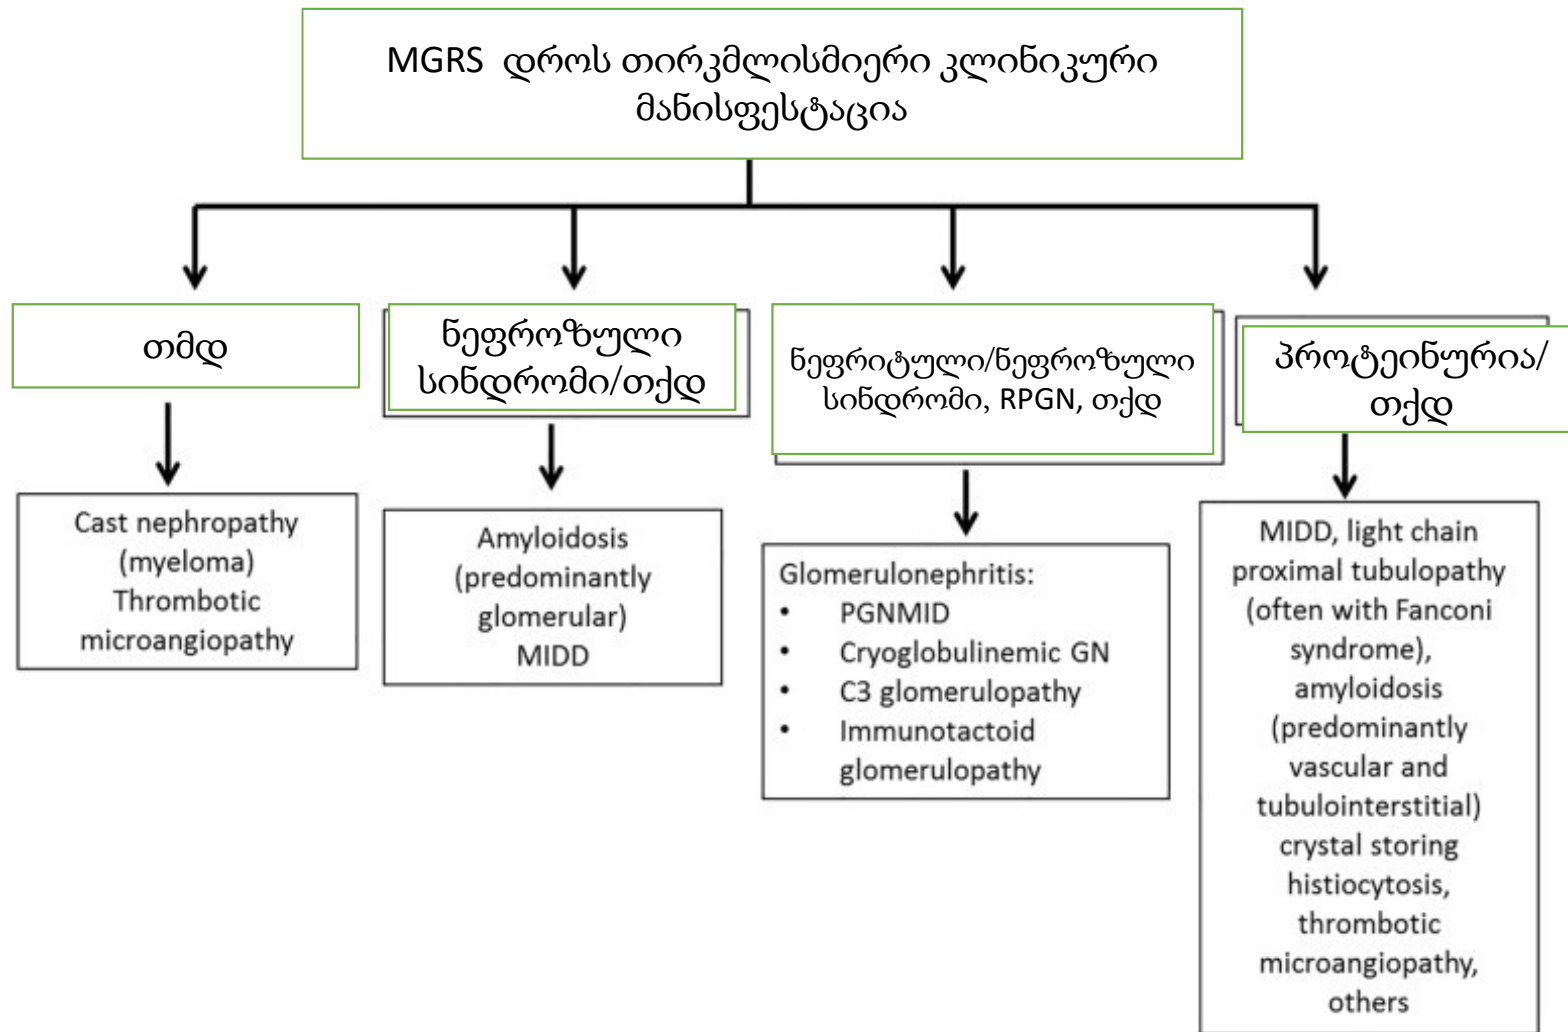 MGRS დროს თირკმლისმიერი კლინიკური
მანისფესტაცია
თმდ
ნეფროზული
სინდრომი/თქდ
ნეფრიტული/ნეფროზული
სინდრომი, RPGN, თქდ
პროტეინურია/
თქდ
Cast nephropathy
(myeloma)
Thrombotic
microangiopathy
Amyloidosis
(predominantly
glomerular)
MIDD
Glomerulonephritis:
• PGNMID
• Cryoglobulinemic GN
• C3 glomerulopathy
• Immunotactoid
glomerulopathy
MIDD, light chain
proximal tubulopathy
(often with Fanconi
syndrome),
amyloidosis
(predominantly
vascular and
tubulointerstitial)
crystal storing
histiocytosis,
thrombotic
microangiopathy,
others